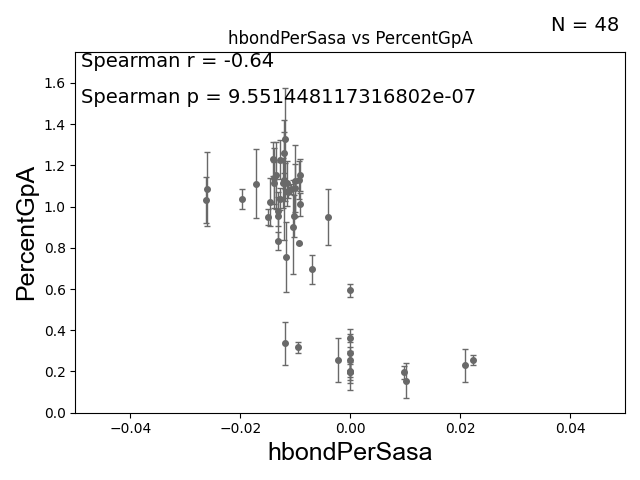 N = 48
hbondPerSasa vs PercentGpA
Spearman r = -0.64
Spearman p = 9.551448117316802e-07
PercentGpA
1.6
1.4
1.2
1.0
0.8
0.6
0.4
0.2
0.0
−0.04 −0.02 0.00 0.02 0.04
hbondPerSasa